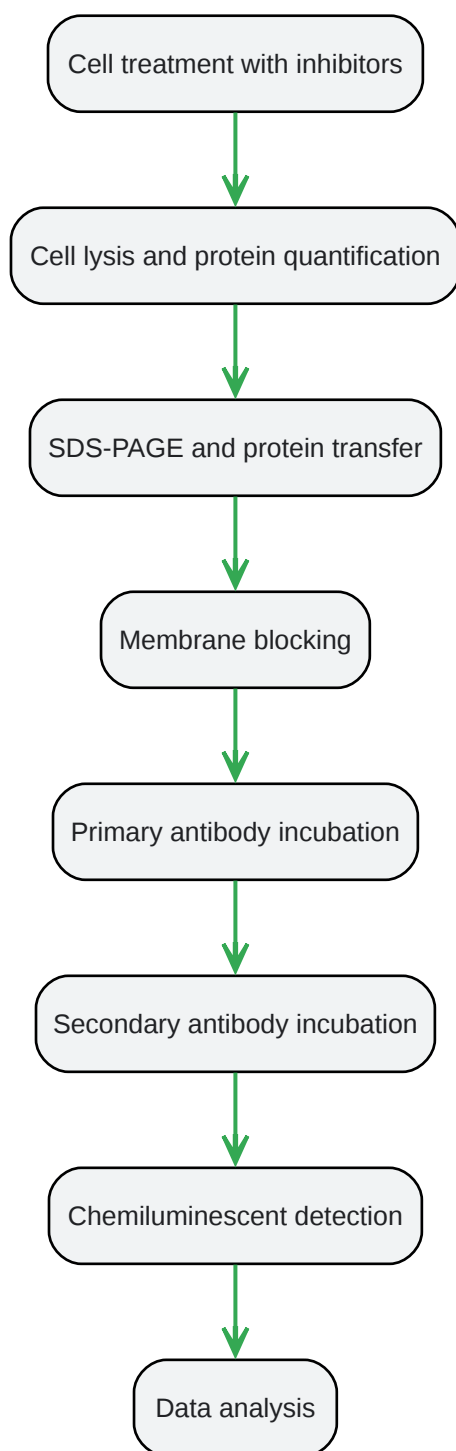 Cell treatment with inhibitors
Cell lysis and protein quantification
SDS-PAGE and protein transfer
Membrane blocking
Primary antibody incubation
Secondary antibody incubation
Chemiluminescent detection
Data analysis